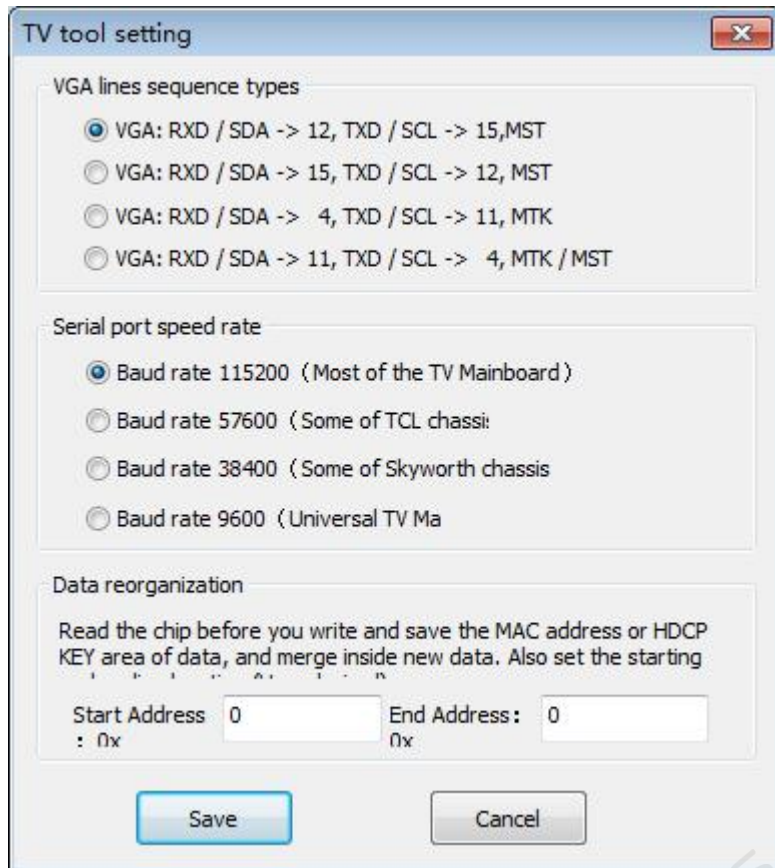 TV tool setting
VGA lines sequence types
VGA: RXD / SDA -> 12, TXD / SCL -> 15,MST
VGA: RXD / SDA -> 15, TXD / SCL -> 12, MST
VGA: RXD / SDA -> 4, TXD / SCL -> 11, MTK
VGA: RXD / SDA -> 11, TXD / SCL -> 4, MTK / MST
Serial port speed rate
Baud rate 115200 (Most of the TV Mainboard)
Baud rate 57600 (Some of TCL chassi
Baud rate 38400 (Some of Skyworth chassis
Baud rate 9600 (Universal TV Ma
Data reorganization
Read the chip before you write and save the MAC address or HDCP
KEY area of data, and merge inside new data. Also set the starting
Start Address 0 End Address: 0
: 0x 0x
Save Cancel